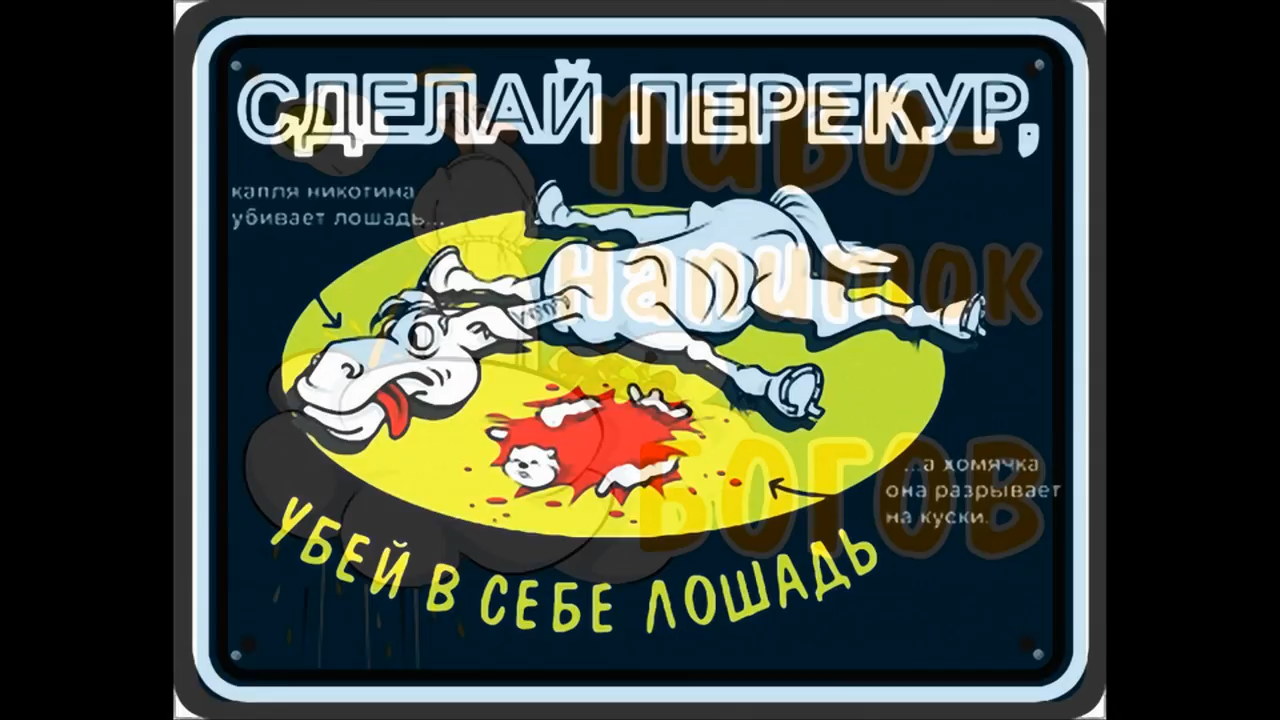 СДЕЛАЙ ПЕРЕКУР,
Пиво-
напиток
БОГОВ
капля никотина
убивает лошадь...
...а хомячка
она разрывает
на куски.
УБЕЙ В СЕБЕ ЛОШАДЬ